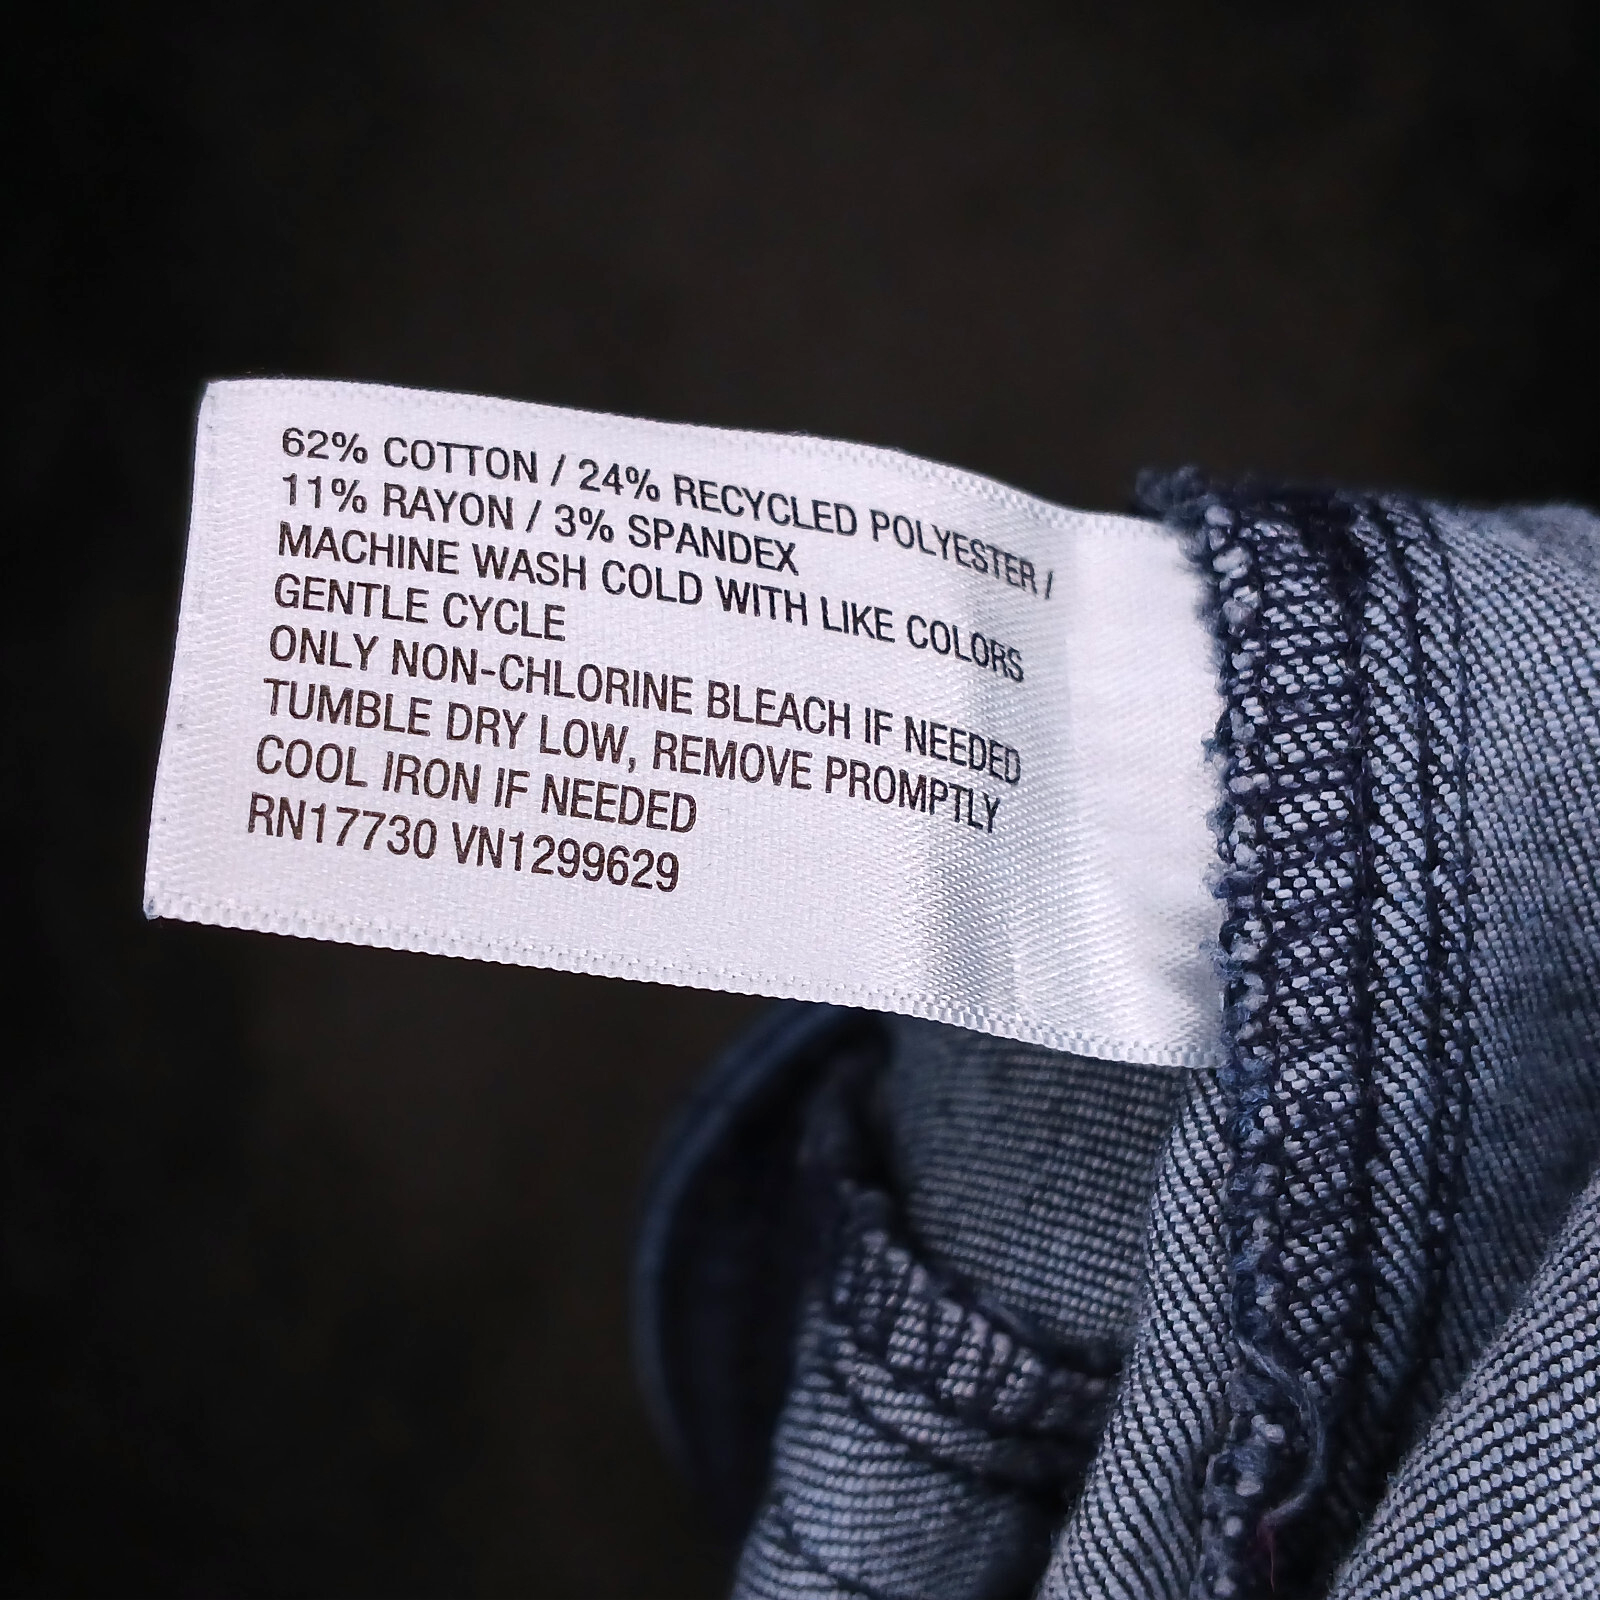 62% COTTON / 24% RECYCLED POLYESTER /
11% RAYON / 3% SPANDEX
MACHINE WASH COLD WITH LIKE COLORS
GENTLE CYCLE
ONLY NON-CHLORINE BLEACH IF NEEDED
TUMBLE DRY LOW, REMOVE PROMPTLY
COOL IRON IF NEEDED
RN17730 VN1299629